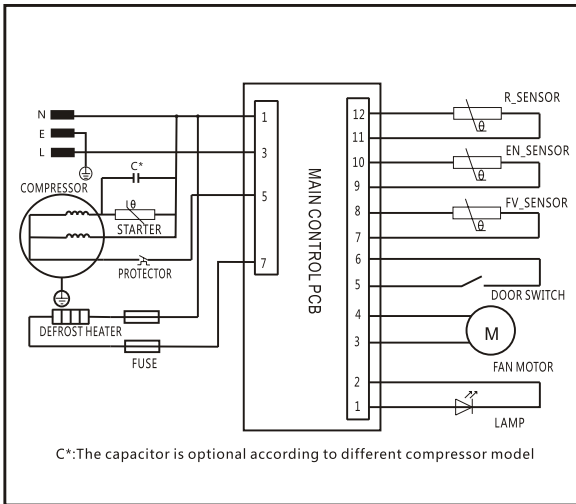 N
E
L
C*
COMPRESSOR
θ
STARTER
PROTECTOR
DEFROST HEATER
FUSE
1
3
5
7
MAIN CONTROL PCB
12
11
10
9
8
7
6
5
4
3
2
1
R_SENSOR
θ
EN_SENSOR
θ
FV_SENSOR
θ
DOOR SWITCH
M
FAN MOTOR
LAMP
C*:The capacitor is optional according to different compressor model